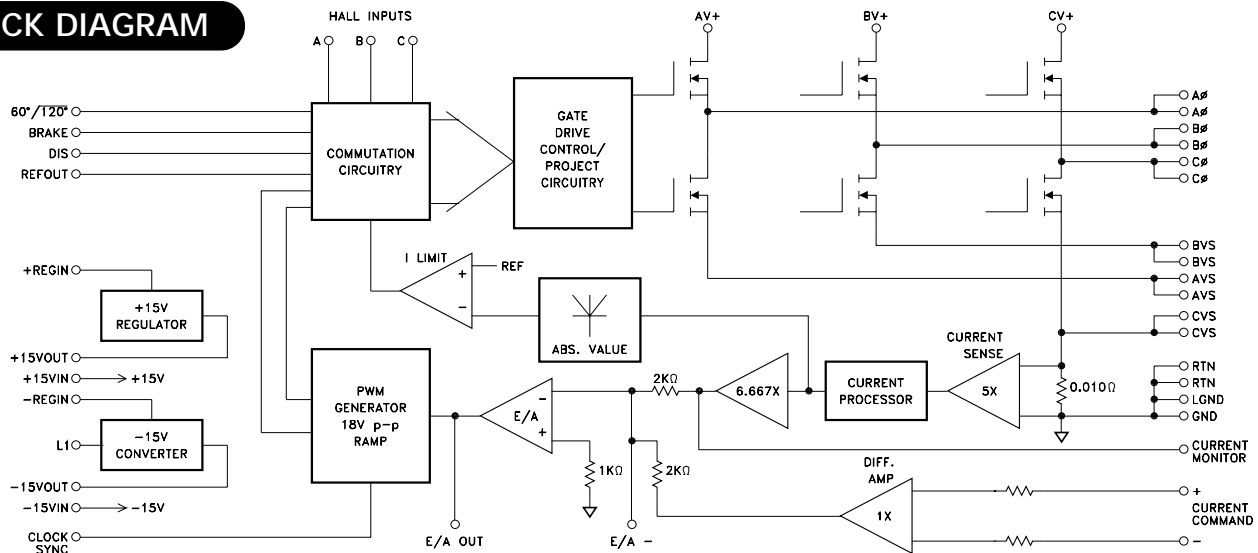 CK DIAGRAM
HALL INPUTS
A
B
C
AV+
BV+
CV+
60°/120°
BRAKE
DIS
REFOUT
COMMUTATION
CIRCUITRY
GATE
DRIVE
CONTROL/
PROJECT
CIRCUITRY
AØ
AØ
BØ
BØ
CØ
CØ
BVS
BVS
AVS
AVS
CVS
CVS
RTN
RTN
LGND
GND
+REGIN
+15V
REGULATOR
+15VOUT
+15VIN
+15V
-REGIN
L1
-15V
CONVERTER
-15VOUT
-15VIN
-15V
CLOCK
SYNC
I LIMIT
+
-
REF
ABS. VALUE
PWM
GENERATOR
18V p-p
RAMP
E/A
-
+
1KΩ
2KΩ
2KΩ
6.667X
CURRENT
PROCESSOR
CURRENT
SENSE
5X
0.010Ω
CURRENT
MONITOR
DIFF.
AMP
1X
+
CURRENT
COMMAND
-
E/A OUT
E/A -